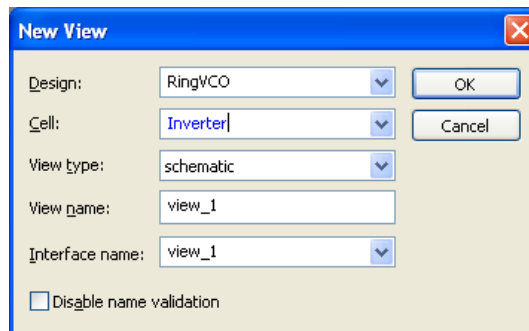 New View
Design: RingVCO OK
Cell: Inverter Cancel
View type: schematic
View name: view_1
Interface name: view_1
Disable name validation